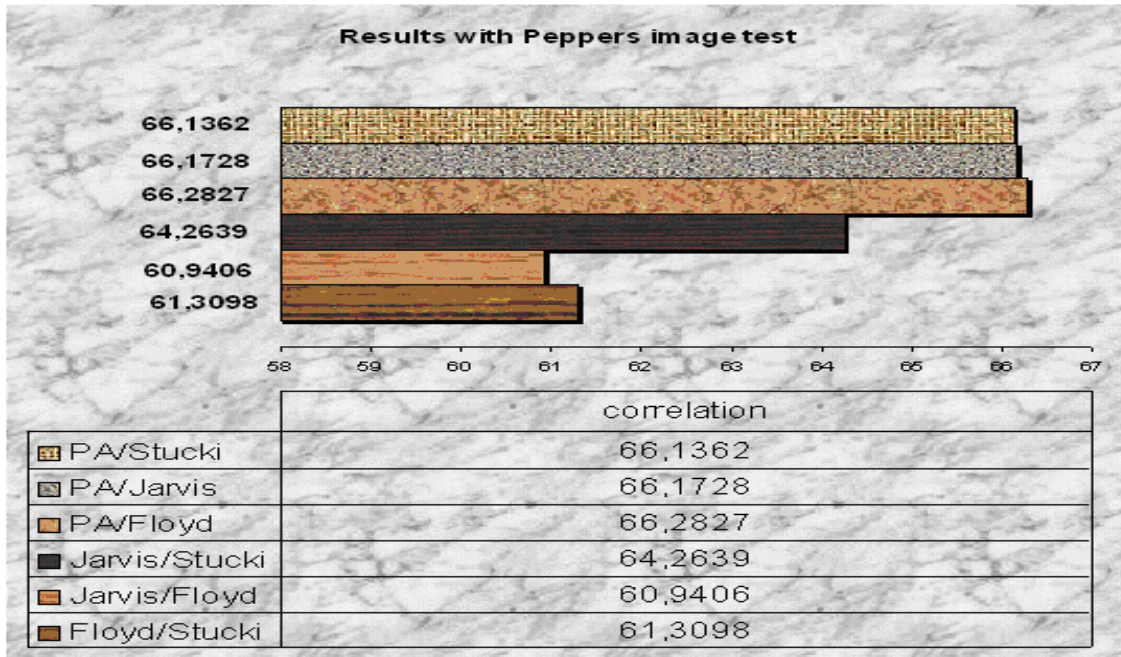 Results with Peppers image test
66,1362
66,1728
66,2827
64,2639
60,9406
61,3098
58 59 60 61 62 63 64 65 66 67
correlation
PA/Stucki 66,1362
PA/Jarvis 66,1728
PA/Floyd 66,2827
Jarvis/Stucki 64,2639
Jarvis/Floyd 60,9406
Floyd/Stucki 61,3098